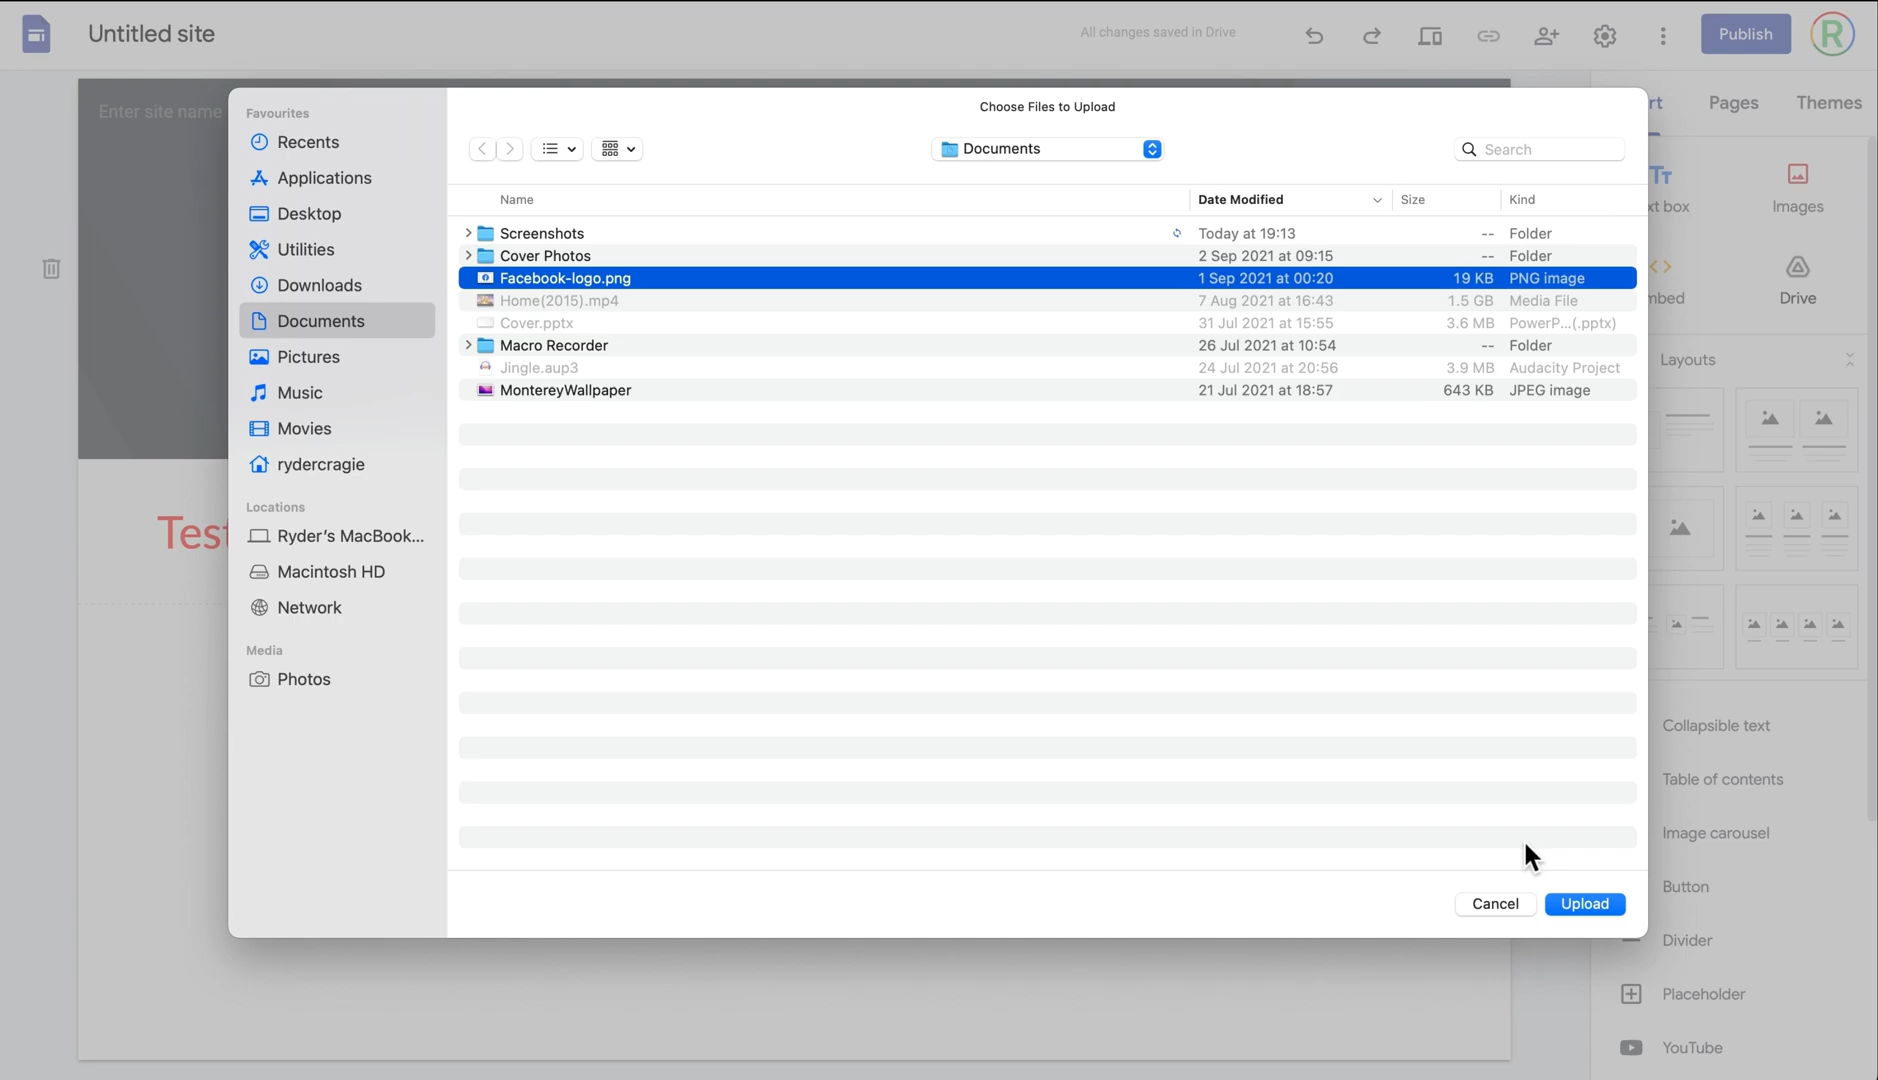 Untitled site
All changes saved in Drive
Publish
R
Enter site name
Pages
Themes
Images
Drive
Layouts
Collapsible text
Table of contents
Image carousel
Button
Divider
Placeholder
YouTube
Favourites
Recents
Applications
Desktop
Utilities
Downloads
Documents
Pictures
Music
Movies
rydercragie
Locations
Ryder's MacBook...
Macintosh HD
Network
Media
Photos
Choose Files to Upload
Documents
Search
Name Date Modified Size Kind
Screenshots Today at 19:13 -- Folder
Cover Photos 2 Sep 2021 at 09:15 -- Folder
Facebook-logo.png 1 Sep 2021 at 00:20 19 KB PNG image
Home(2015).mp4 7 Aug 2021 at 16:43 1.5 GB Media File
Cover.pptx 31 Jul 2021 at 15:55 3.6 MB PowerP...(.pptx)
Macro Recorder 26 Jul 2021 at 10:54 -- Folder
Jingle.aup3 24 Jul 2021 at 20:56 3.9 MB Audacity Project
MontereyWallpaper 21 Jul 2021 at 18:57 643 KB JPEG image
Cancel Upload
Test